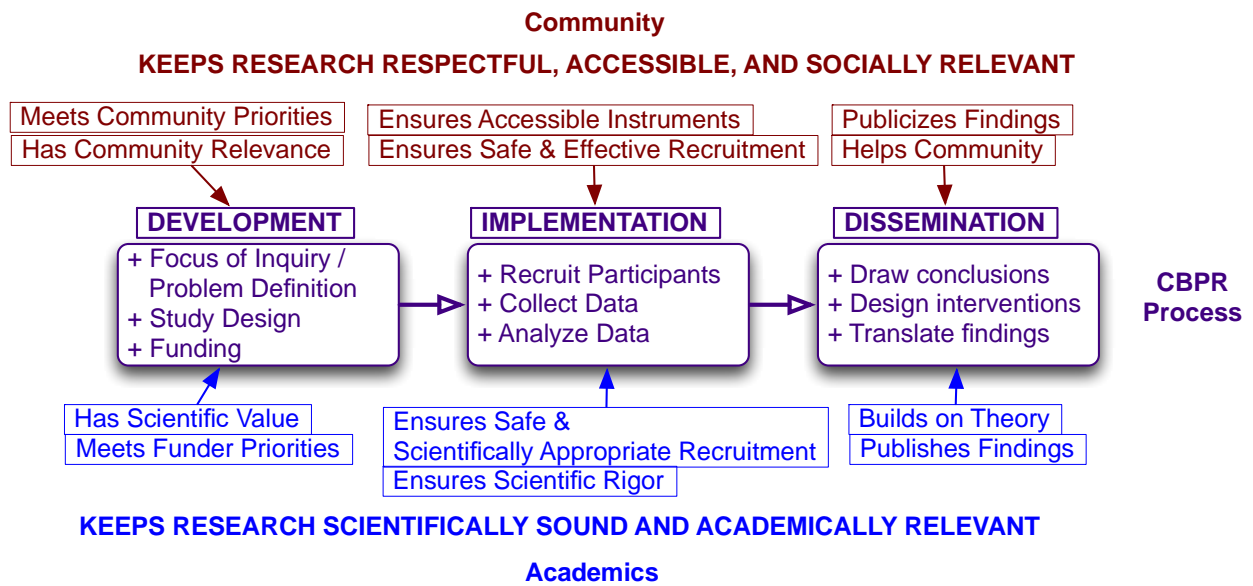 Community
KEEPS RESEARCH RESPECTFUL, ACCESSIBLE, AND SOCIALLY RELEVANT
Meets Community Priorities
Has Community Relevance
Ensures Accessible Instruments
Ensures Safe & Effective Recruitment
Publicizes Findings
Helps Community
DEVELOPMENT
+ Focus of Inquiry /
Problem Definition
+ Study Design
+ Funding
IMPLEMENTATION
+ Recruit Participants
+ Collect Data
+ Analyze Data
DISSEMINATION
+ Draw conclusions
+ Design interventions
+ Translate findings
CBPR
Process
Has Scientific Value
Meets Funder Priorities
Ensures Safe &
Scientifically Appropriate Recruitment
Ensures Scientific Rigor
Builds on Theory
Publishes Findings
KEEPS RESEARCH SCIENTIFICALLY SOUND AND ACADEMICALLY RELEVANT
Academics